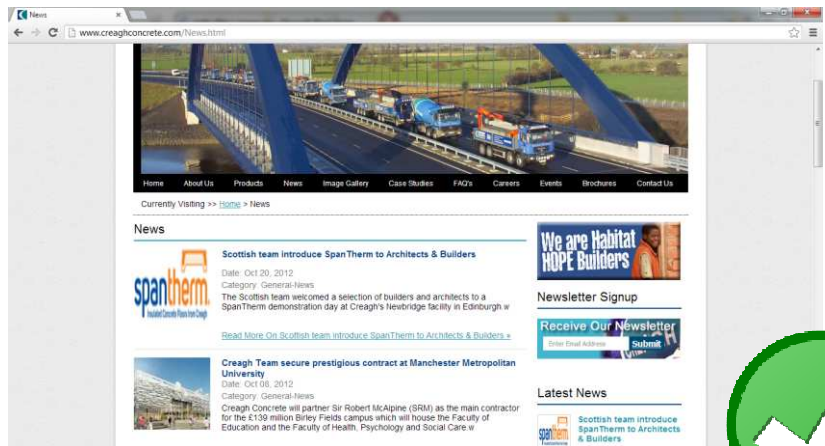 News
www.creaghconcrete.com/News.html
Home About Us Products News Image Gallery Case Studies FAQ's Careers Events Brochures Contact Us
Currently Visiting >> Home > News
News
spantherm
Insulated Concrete Floors from Creagh
Scottish team introduce SpanTherm to Architects & Builders
Date: Oct 20, 2012
Category: General-News
The Scottish team welcomed a selection of builders and architects to a
SpanTherm demonstration day at Creagh's Newbridge facility in Edinburgh w
Read More On Scottish team introduce SpanTherm to Architects & Builders »
Creagh Team secure prestigious contract at Manchester Metropolitan
University
Date: Oct 08, 2012
Category: General-News
Creagh Concrete will partner Sir Robert McAlpine (SRM) as the main contractor
for the £139 million Birley Fields campus which will house the Faculty of
Education and the Faculty of Health, Psychology and Social Care w
We are Habitat
HOPE Builders
Newsletter Signup
Receive Our Newsletter
Enter Email Address Submit
Latest News
spantherm
Scottish team introduce
SpanTherm to Architects
& Builders